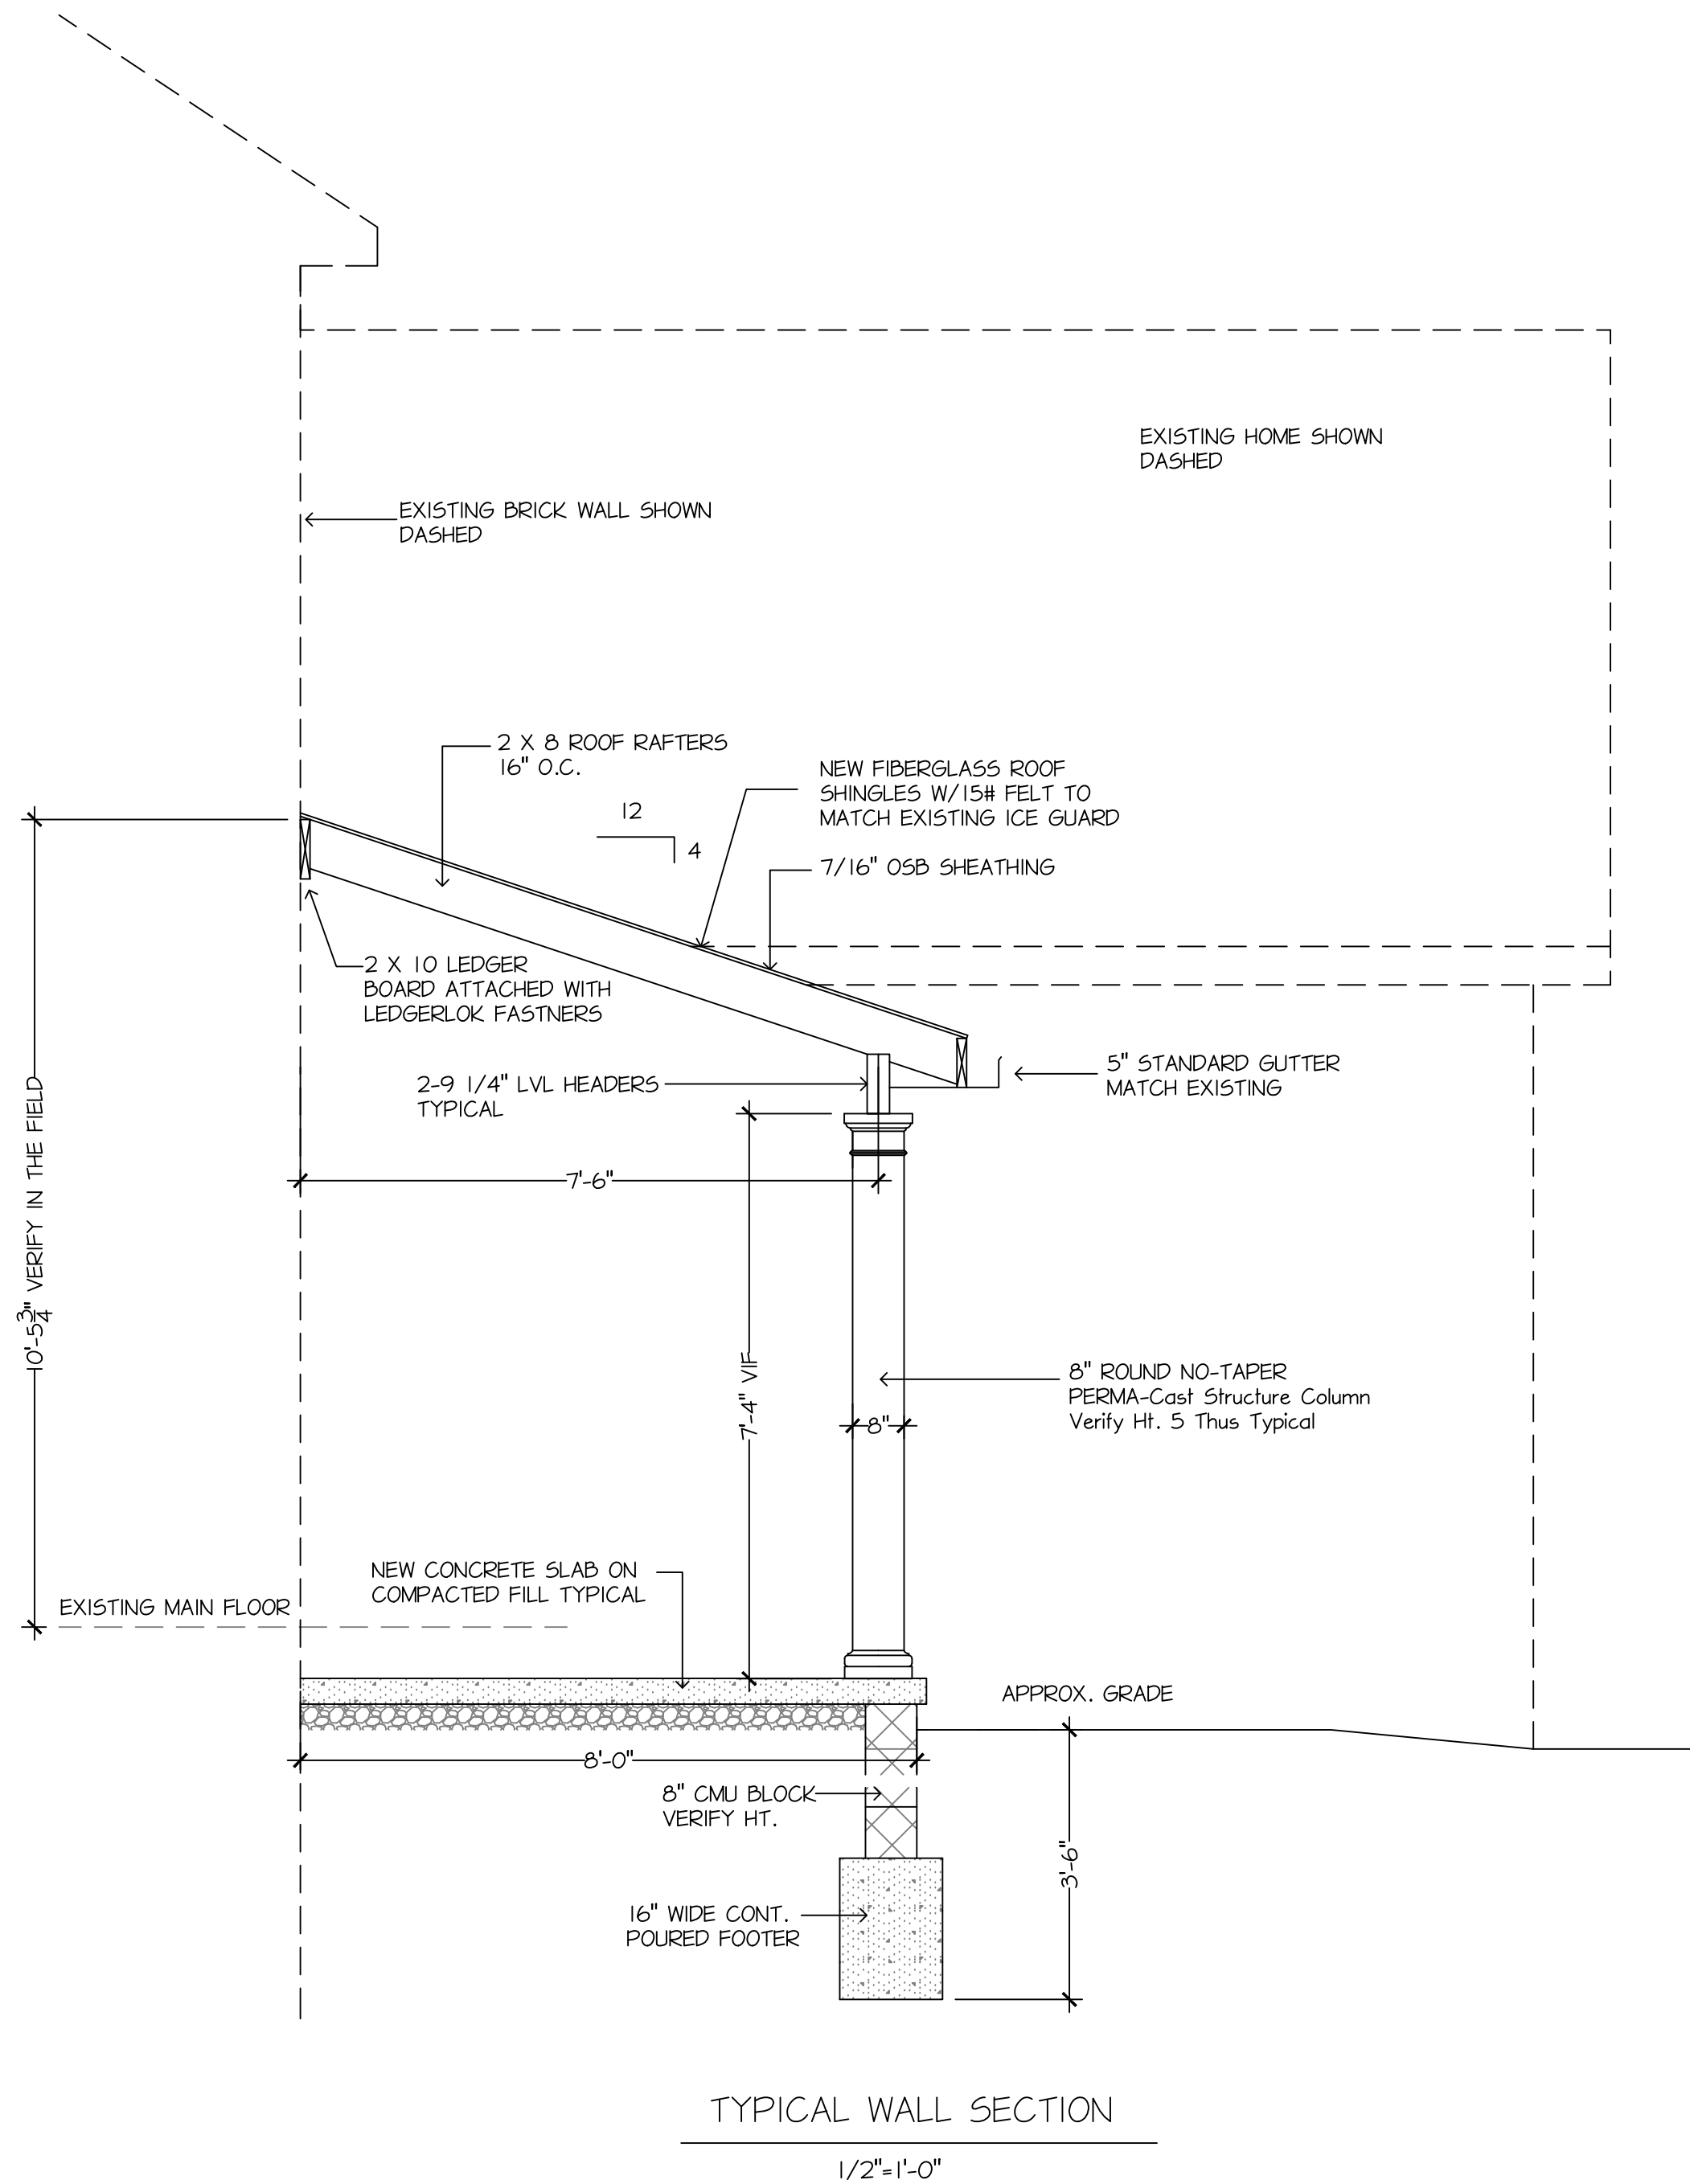 EXISTING HOME SHOWN
DASHED
EXISTING BRICK WALL SHOWN
DASHED
2 X 8 ROOF RAFTERS
16" O.C.
NEW FIBERGLASS ROOF
SHINGLES W/15# FELT TO
MATCH EXISTING ICE GUARD
12
4
7/16" OSB SHEATHING
2 X 10 LEDGER
BOARD ATTACHED WITH
LEDGERLOK FASTNERS
2-9 1/4" LVL HEADERS
TYPICAL
5" STANDARD GUTTER
MATCH EXISTING
10'-5 3/4" VERIFY IN THE FIELD
7'-6"
7'-4" VIF
8" ROUND NO-TAPER
PERMA-Cast Structure Column
Verify Ht. 5 Thus Typical
8"
NEW CONCRETE SLAB ON
COMPACTED FILL TYPICAL
EXISTING MAIN FLOOR
APPROX. GRADE
8'-0"
8" CMU BLOCK
VERIFY HT.
3'-6"
16" WIDE CONT.
POURED FOOTER
TYPICAL WALL SECTION
1/2"=1'-0"